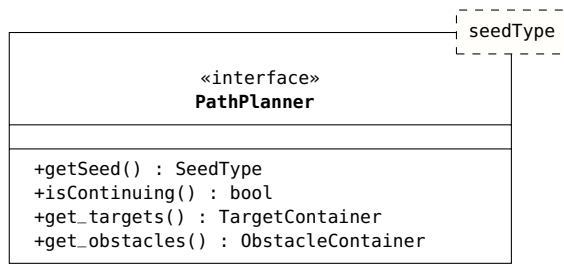 seedType
«interface»
PathPlanner
+getSeed() : SeedType
+isContinuing() : bool
+get_targets() : TargetContainer
+get_obstacles() : ObstacleContainer